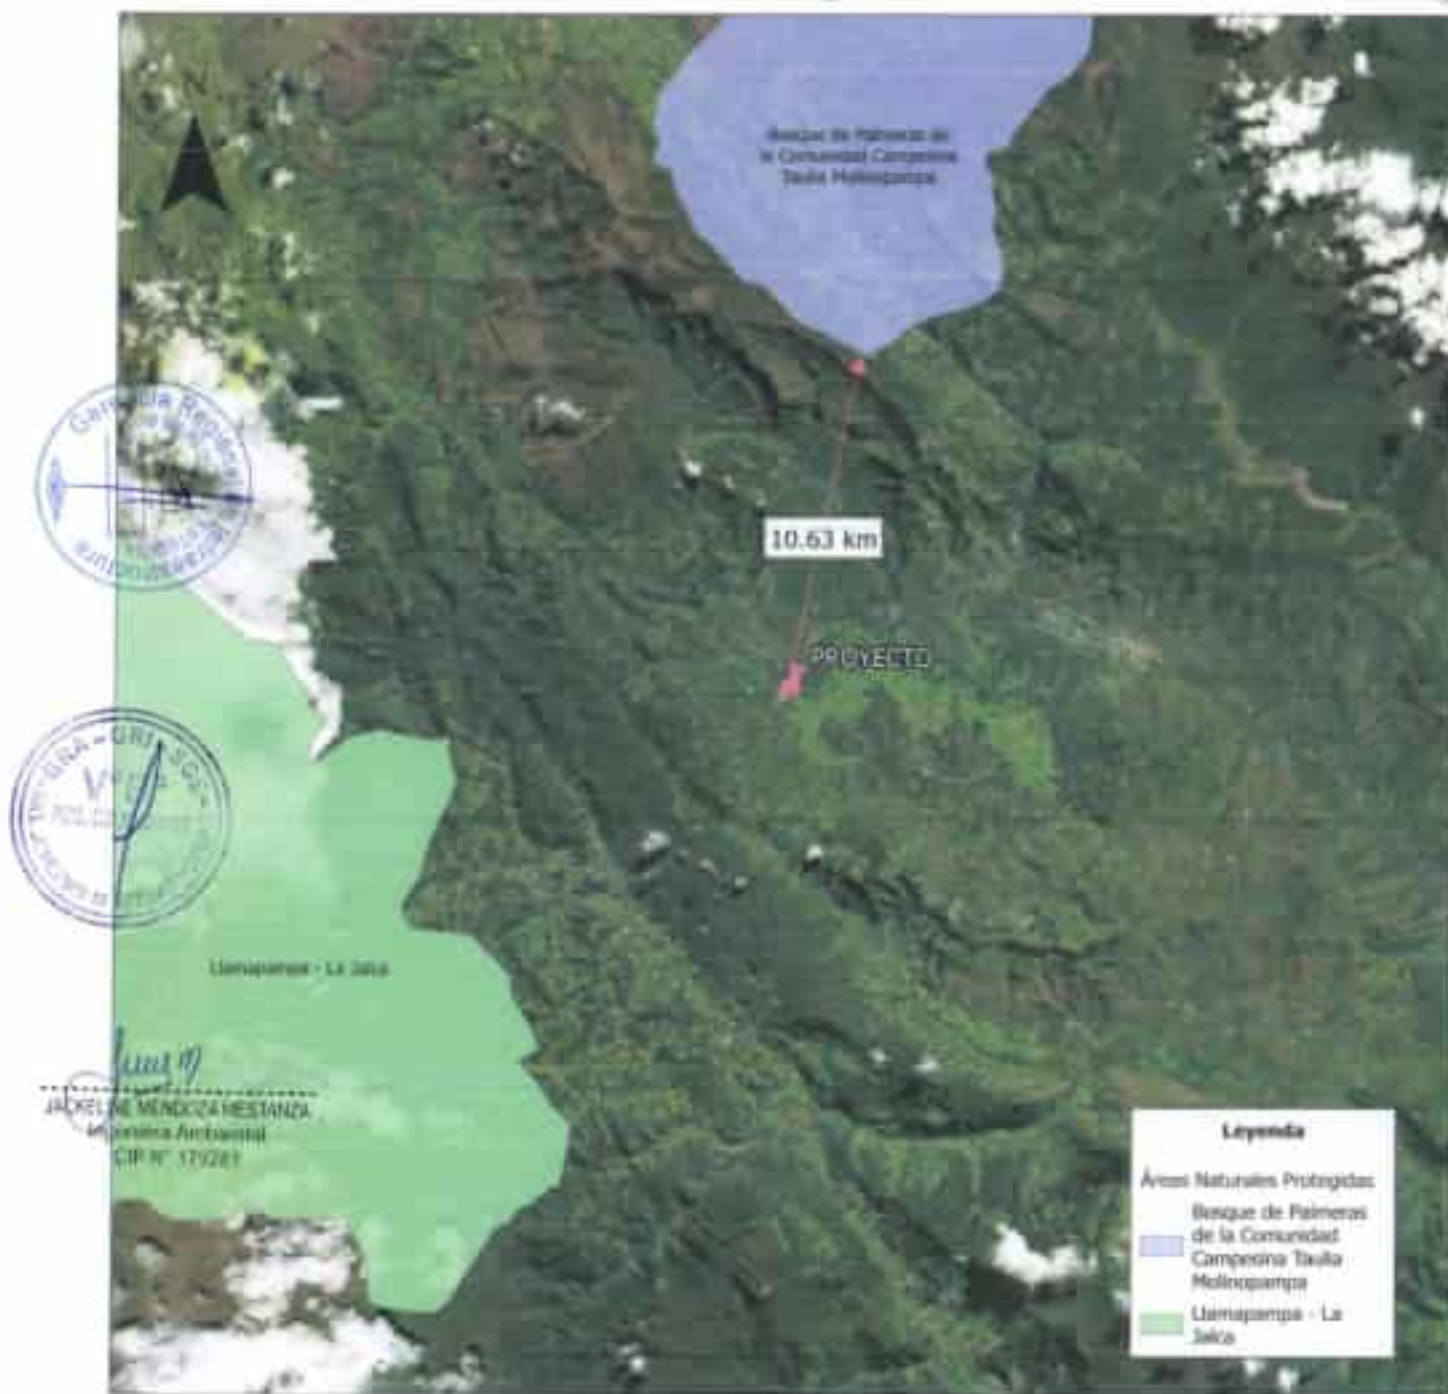 Bosque de Palmeras de
la Comunidad Campesina
Taulia Molinopampa
10.63 km
PROYECTO
Llamapampa - La Jalca
JACKELINE MENDOZA MESTANZA
Ingeniera Ambiental
CIP N°
Leyenda
Áreas Naturales Protegidas
Bosque de Palmeras
de la Comunidad
Campesina Taulia
Molinopampa
Llamapampa - La
Jalca